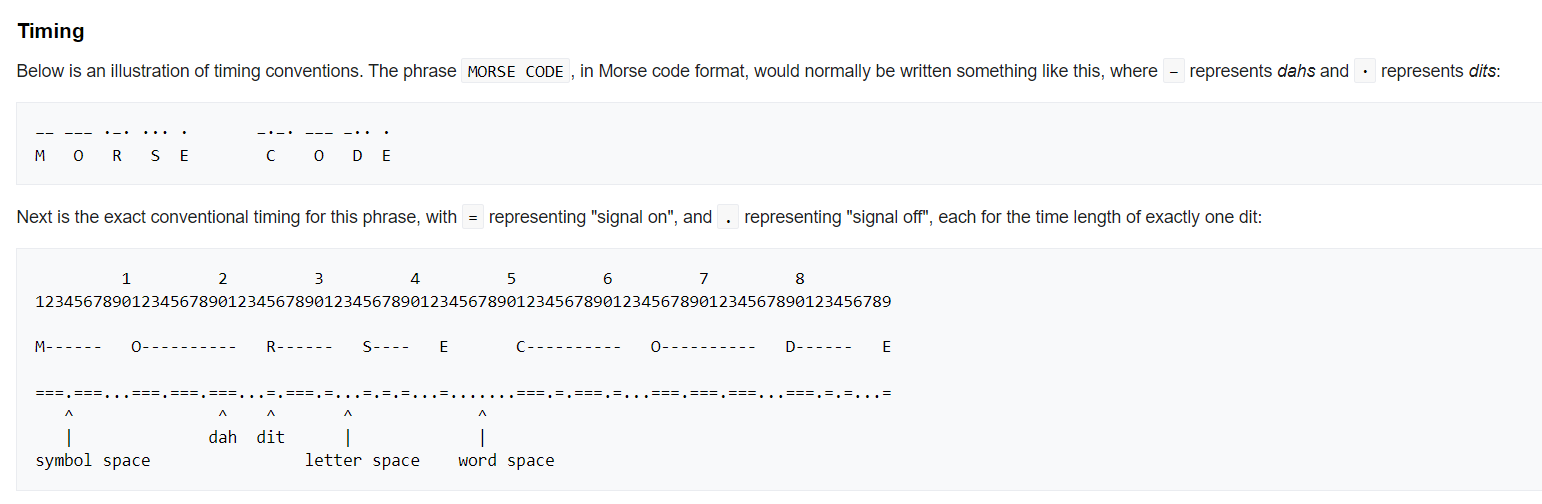 Timing
Below is an illustration of timing conventions. The phrase MORSE CODE , in Morse code format, would normally be written something like this, where – represents dahs and · represents dits:
–– ––– ·–· ··· ·       –·–· ––– –·· ·
M   O   R   S  E        C    O   D  E
Next is the exact conventional timing for this phrase, with = representing "signal on", and . representing "signal off", each for the time length of exactly one dit:
         1         2         3         4         5         6         7         8
12345678901234567890123456789012345678901234567890123456789012345678901234567890123456789
M------   O----------   R------   S----   E       C----------   O----------   D------   E
===.===...===.===.===...=.===.=...=.=.=...=.......===.=.===.=...===.===.===...===.=.=...=
   ^               ^    ^       ^             ^
   |              dah  dit      |             |
symbol space                letter space    word space